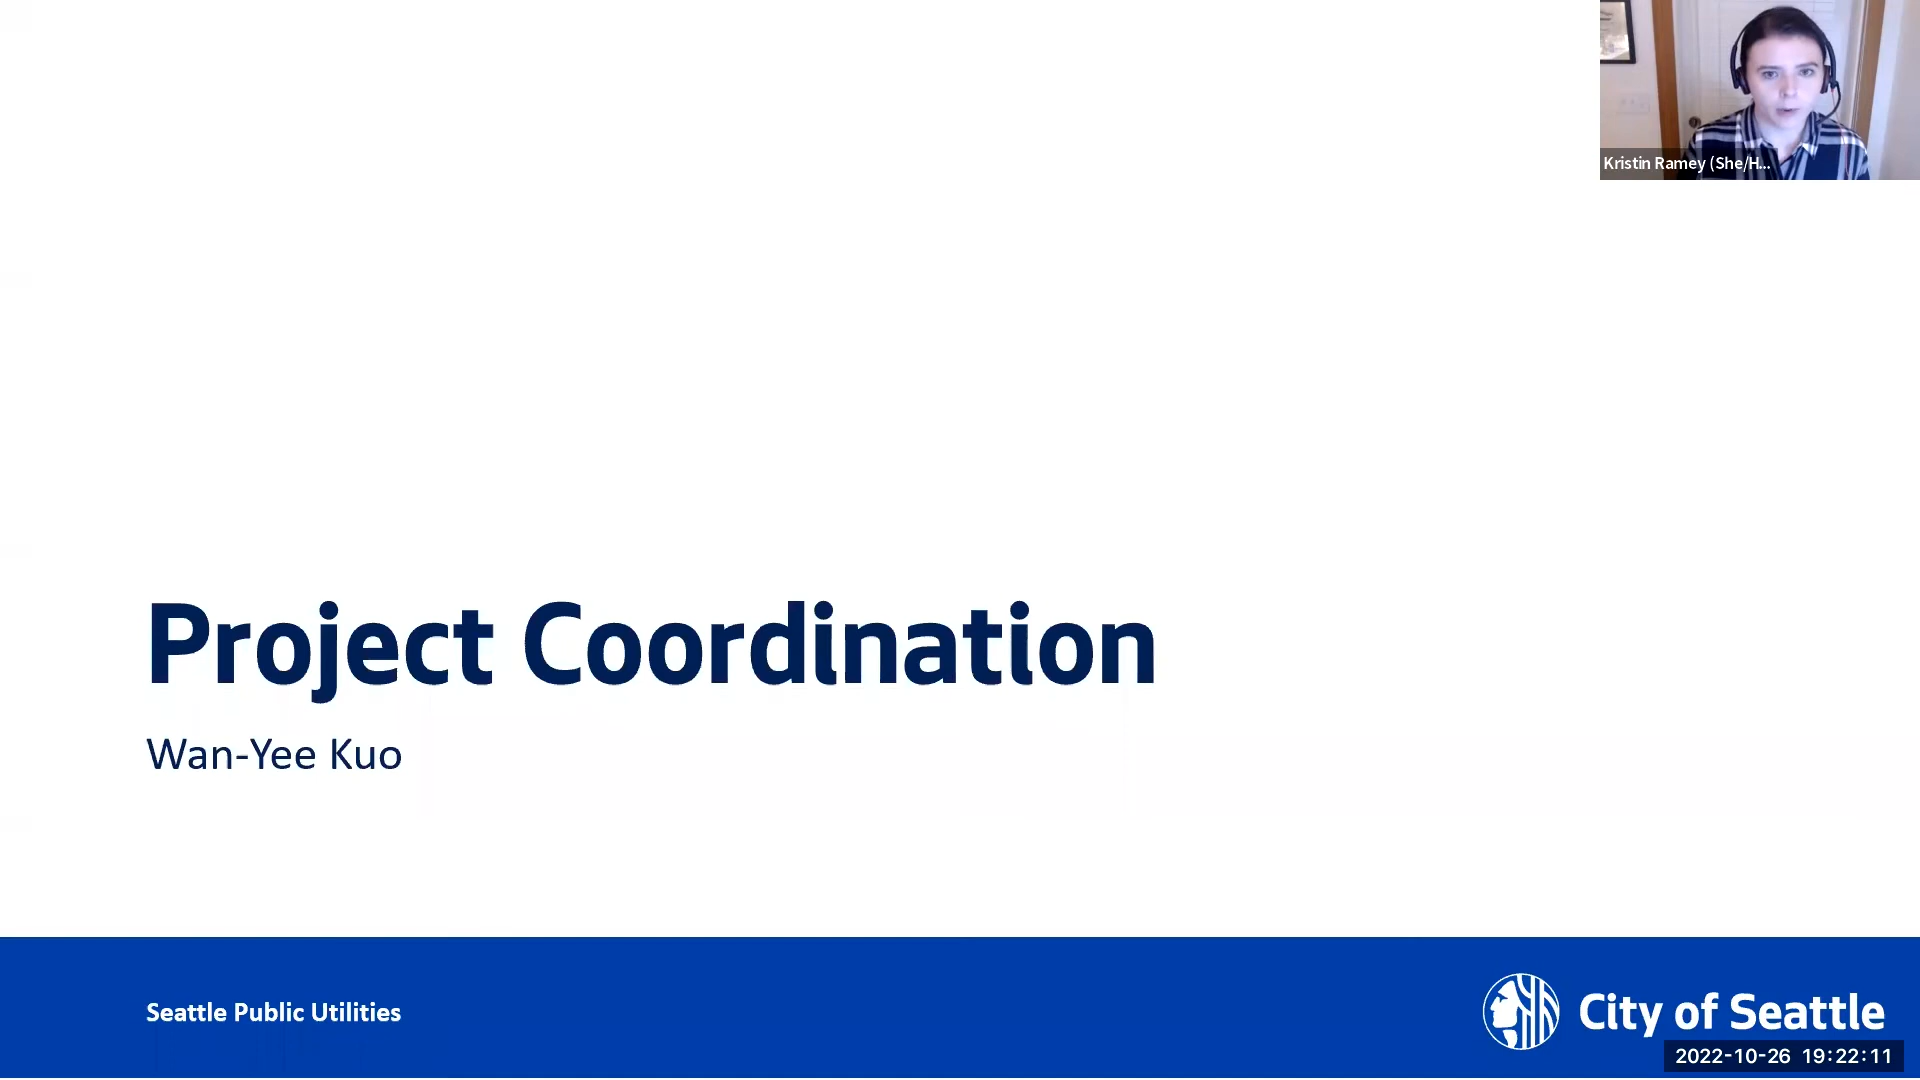 Kristin Ramey (She/H...
Project Coordination
Wan-Yee Kuo
Seattle Public Utilities
City of Seattle
2022-10-26 19:22:11